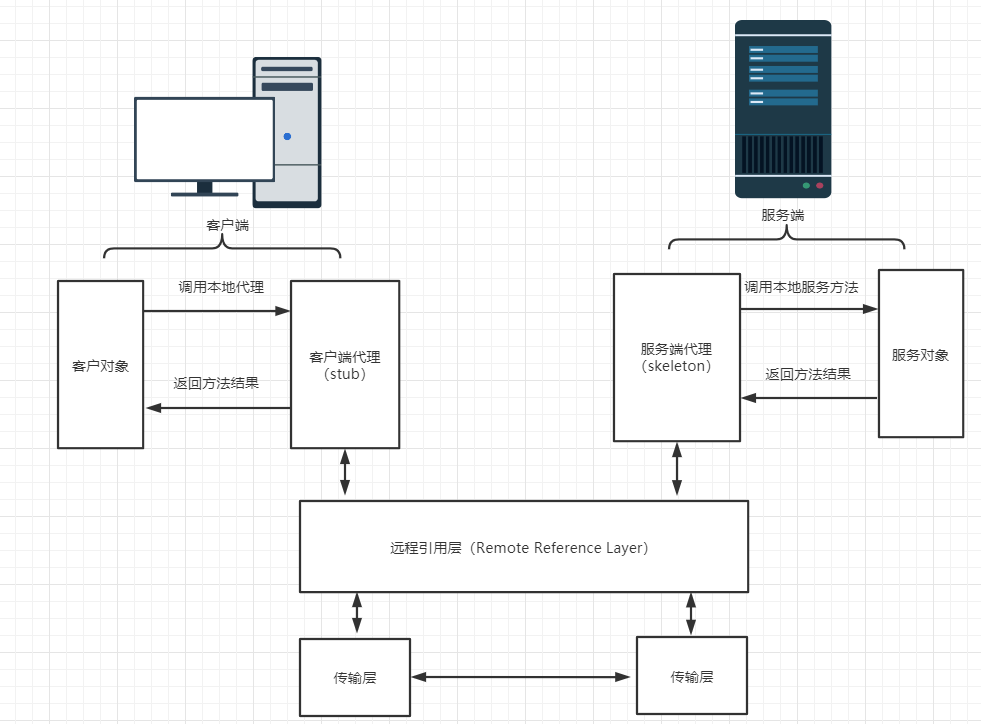 客户端
服务端
调用本地代理
调用本地服务方法
客户对象
客户端代理
（stub）
服务端代理
（skeleton）
服务对象
返回方法结果
返回方法结果
远程引用层（Remote Reference Layer）
传输层
传输层